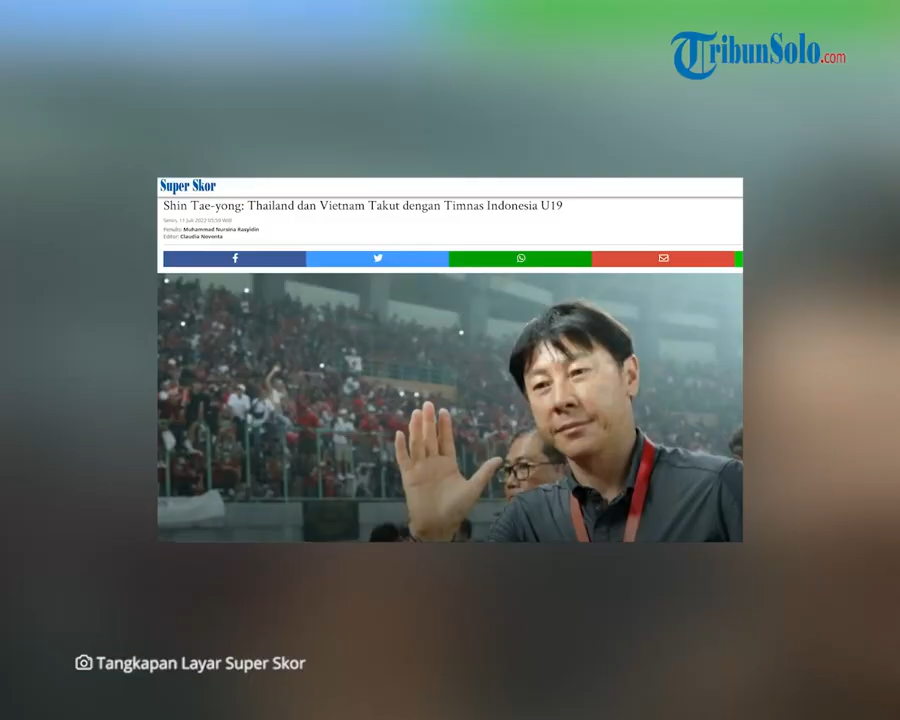 TribunSolo.com
Super Skor
Shin Tae-yong: Thailand dan Vietnam Takut dengan Timnas Indonesia U19
Senin, 11 Juli 2022 05:59 WIB
Penulis: Muhammad Nursina Rasyidin
Editor: Claudia Noventa
Tangkapan Layar Super Skor